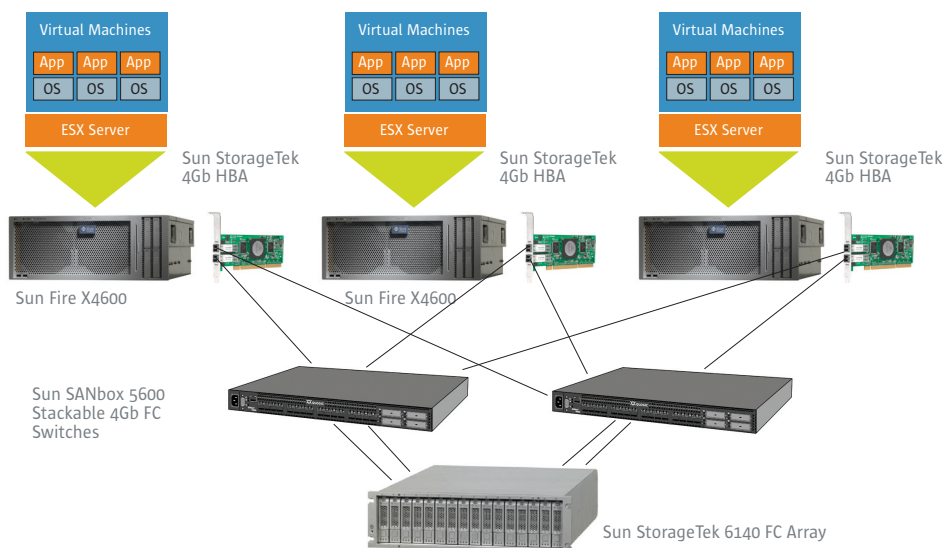 Virtual Machines
App App App
OS OS OS
ESX Server
Virtual Machines
App App App
OS OS OS
ESX Server
Virtual Machines
App App App
OS OS OS
ESX Server
Sun StorageTek
4Gb HBA
Sun StorageTek
4Gb HBA
Sun StorageTek
4Gb HBA
Sun Fire X4600
Sun Fire X4600
Sun SANbox 5600
Stackable 4Gb FC
Switches
Sun StorageTek 6140 FC Array